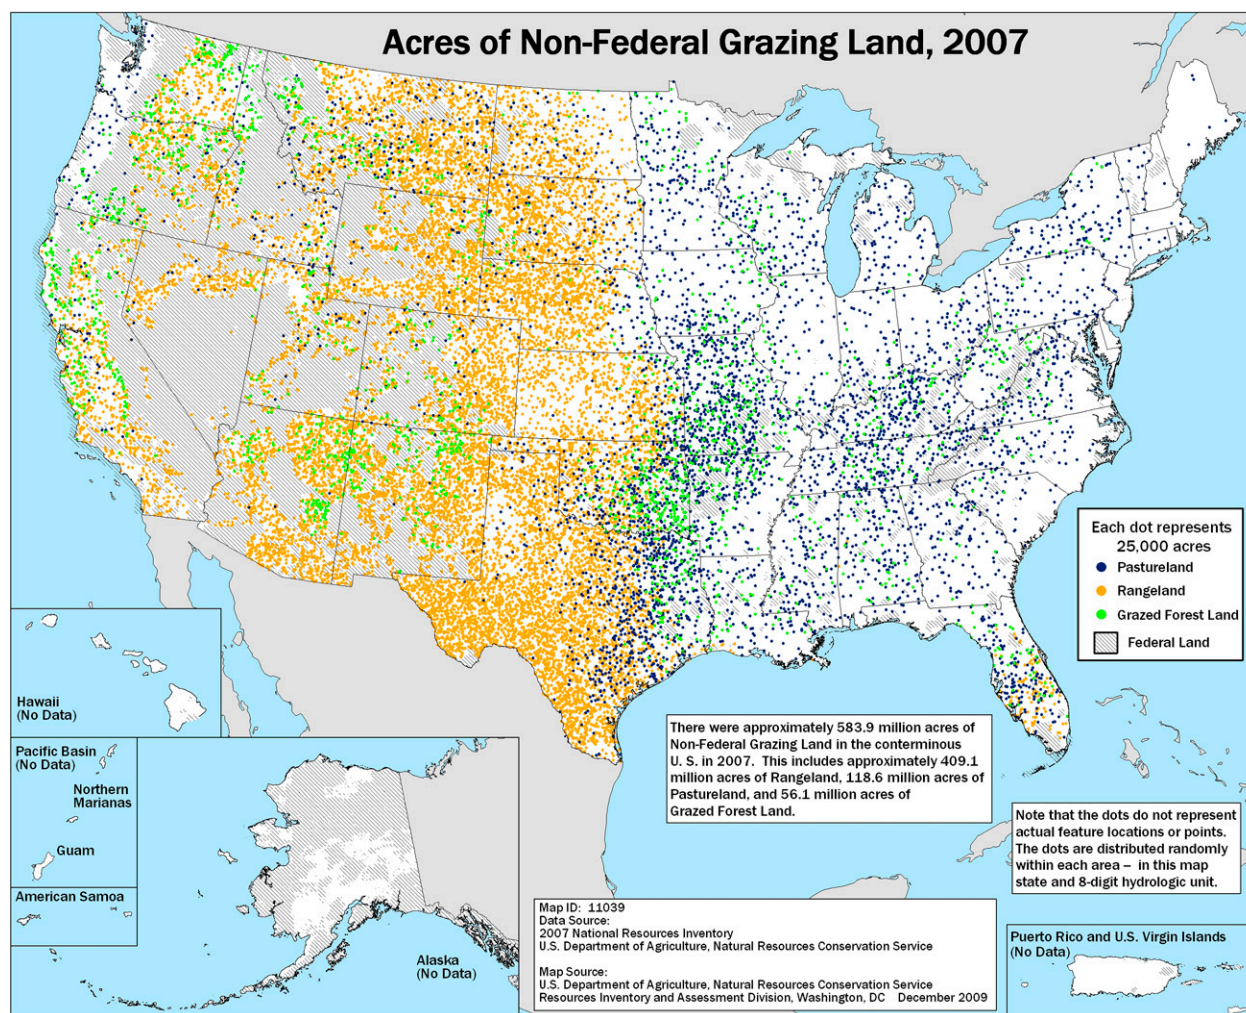 Acres of Non-Federal Grazing Land, 2007
Each dot represents
25,000 acres
Pastureland
Rangeland
Grazed Forest Land
Federal Land
Hawaii
(No Data)
Pacific Basin
(No Data)
Northern
Marianas
Guam
American Samoa
Alaska
(No Data)
There were approximately 583.9 million acres of
Non-Federal Grazing Land in the conterminous
U. S. in 2007. This includes approximately 409.1
million acres of Rangeland, 118.6 million acres of
Pastureland, and 56.1 million acres of
Grazed Forest Land.
Note that the dots do not represent
actual feature locations or points.
The dots are distributed randomly
within each area – in this map
state and 8-digit hydrologic unit.
Map ID: 11039
Data Source:
2007 National Resources Inventory
U.S. Department of Agriculture, Natural Resources Conservation Service
Map Source:
U.S. Department of Agriculture, Natural Resources Conservation Service
Resources Inventory and Assessment Division, Washington, DC December 2009
Puerto Rico and U.S. Virgin Islands
(No Data)